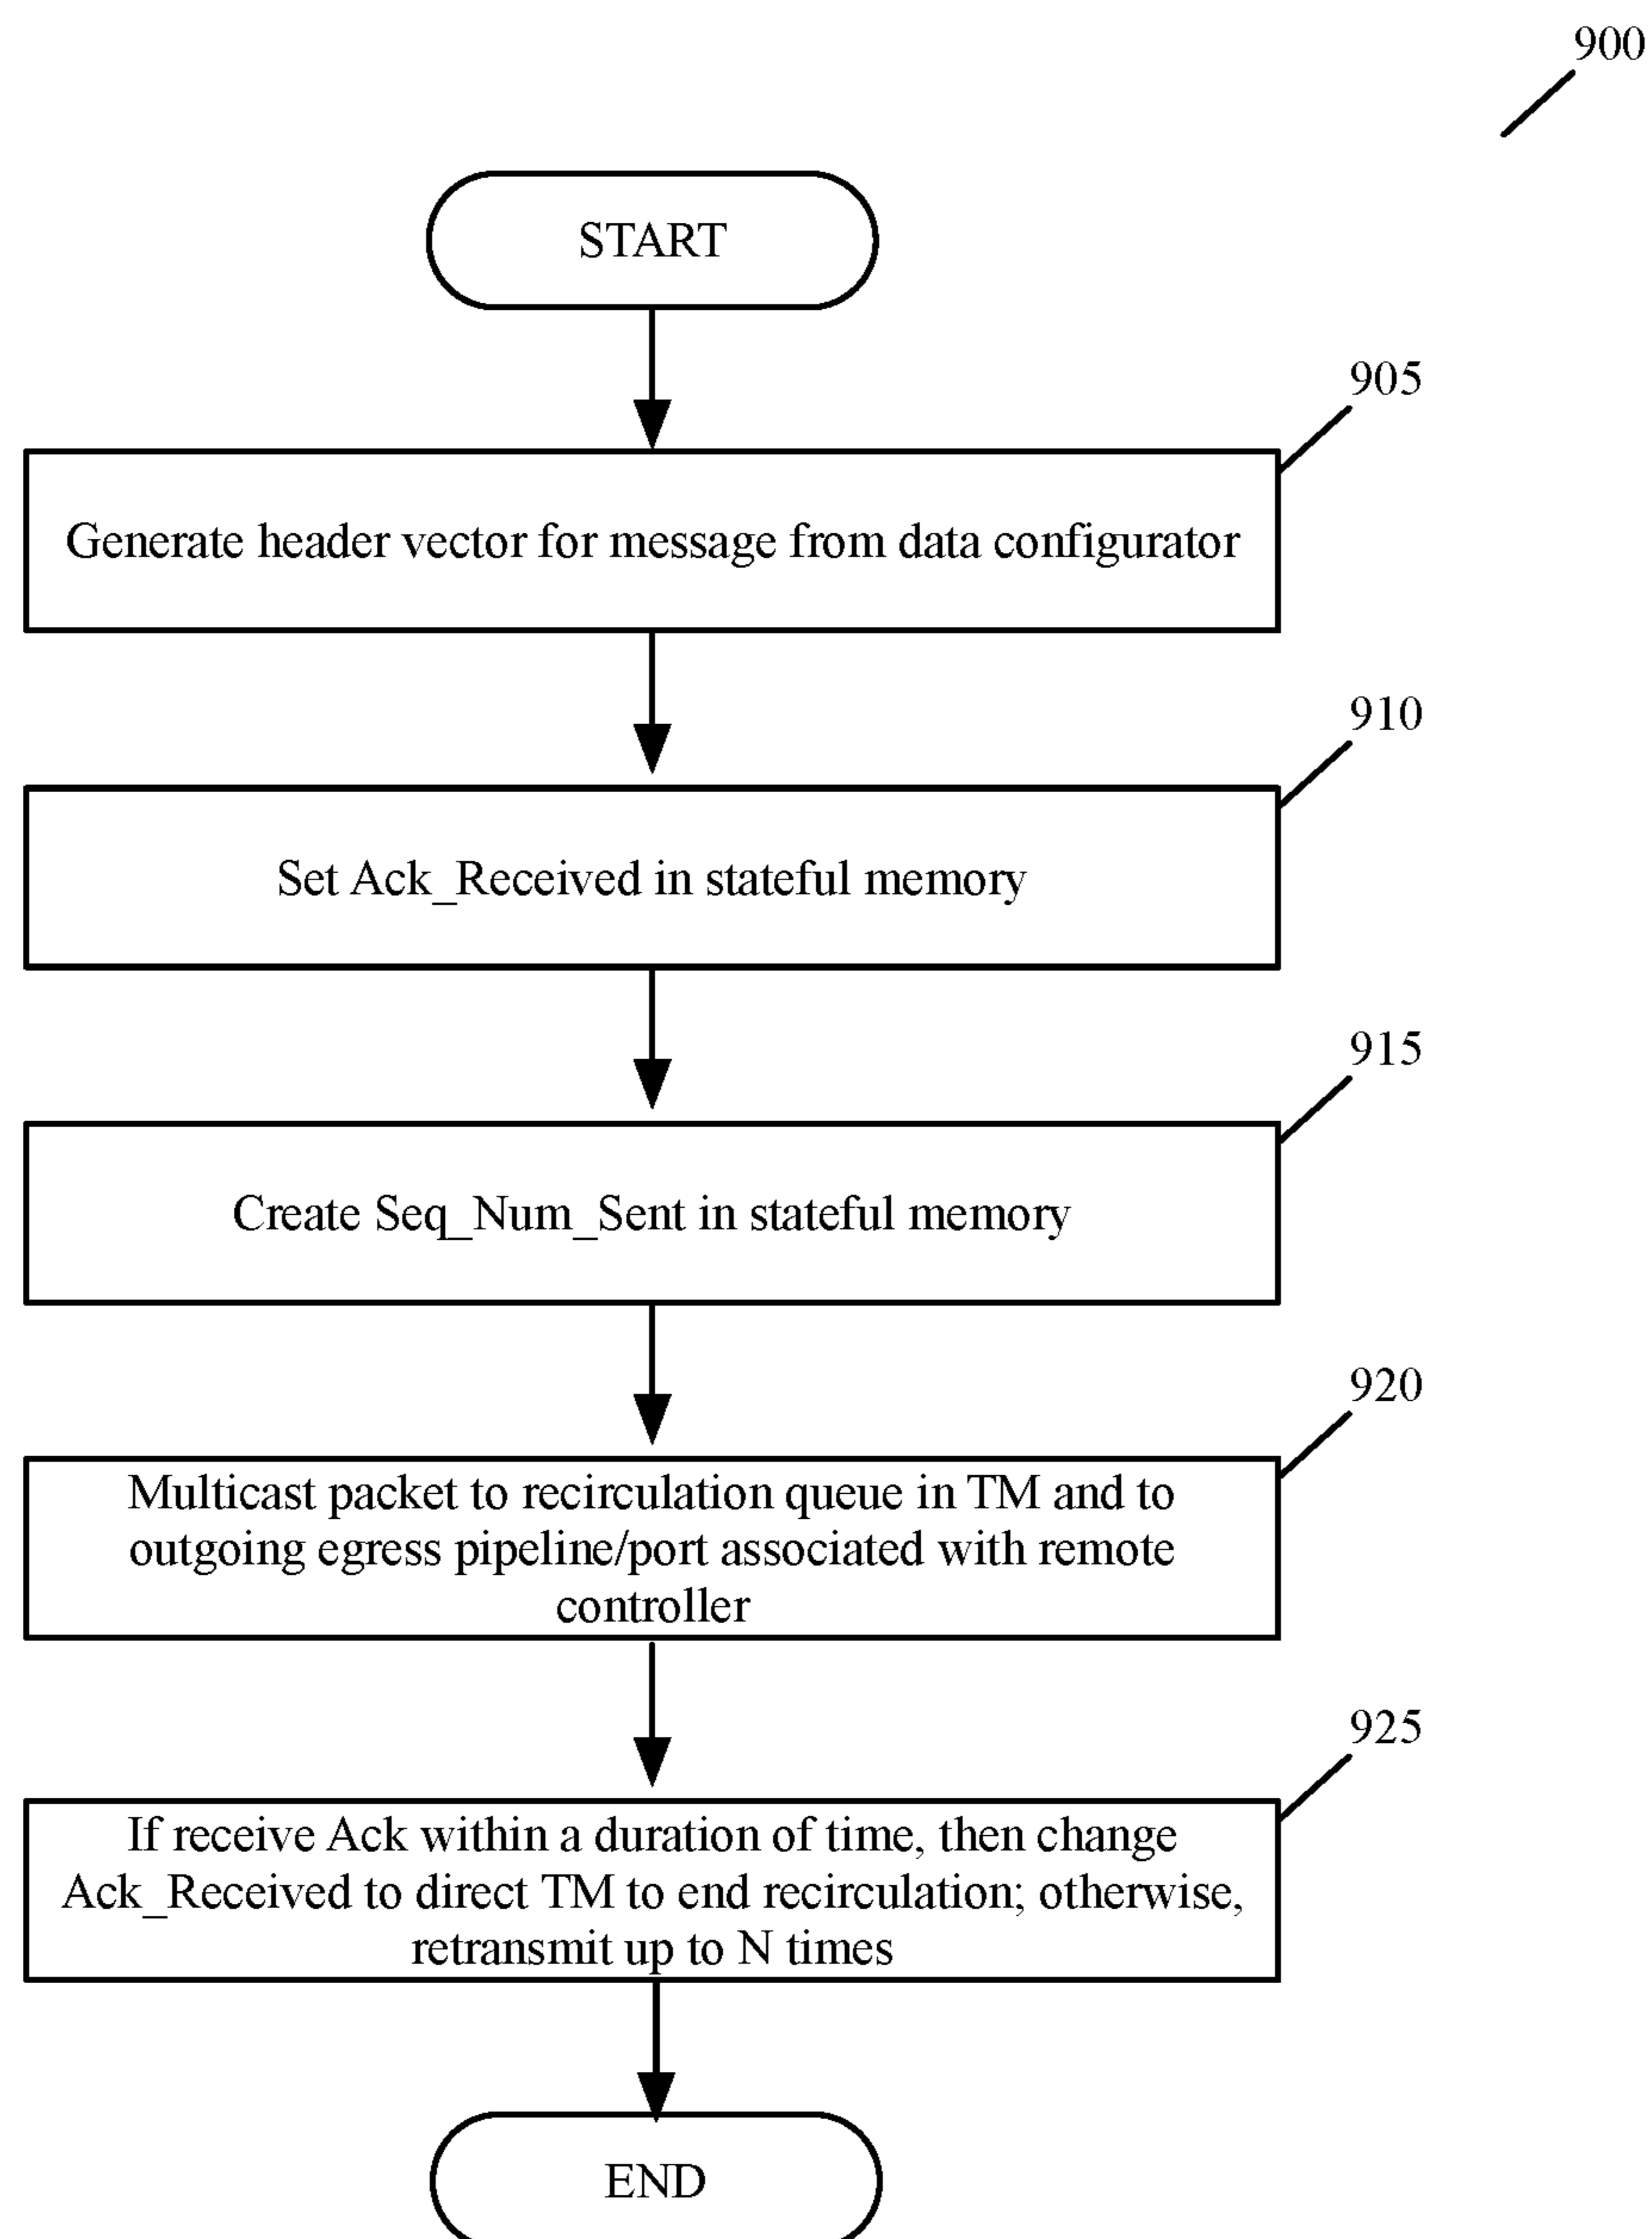 900
START
905
Generate header vector for message from data configurator
910
Set Ack_Received in stateful memory
915
Create Seq_Num_Sent in stateful memory
920
Multicast packet to recirculation queue in TM and to
outgoing egress pipeline/port associated with remote
controller
925
If receive Ack within a duration of time, then change
Ack_Received to direct TM to end recirculation; otherwise,
retransmit up to N times
END